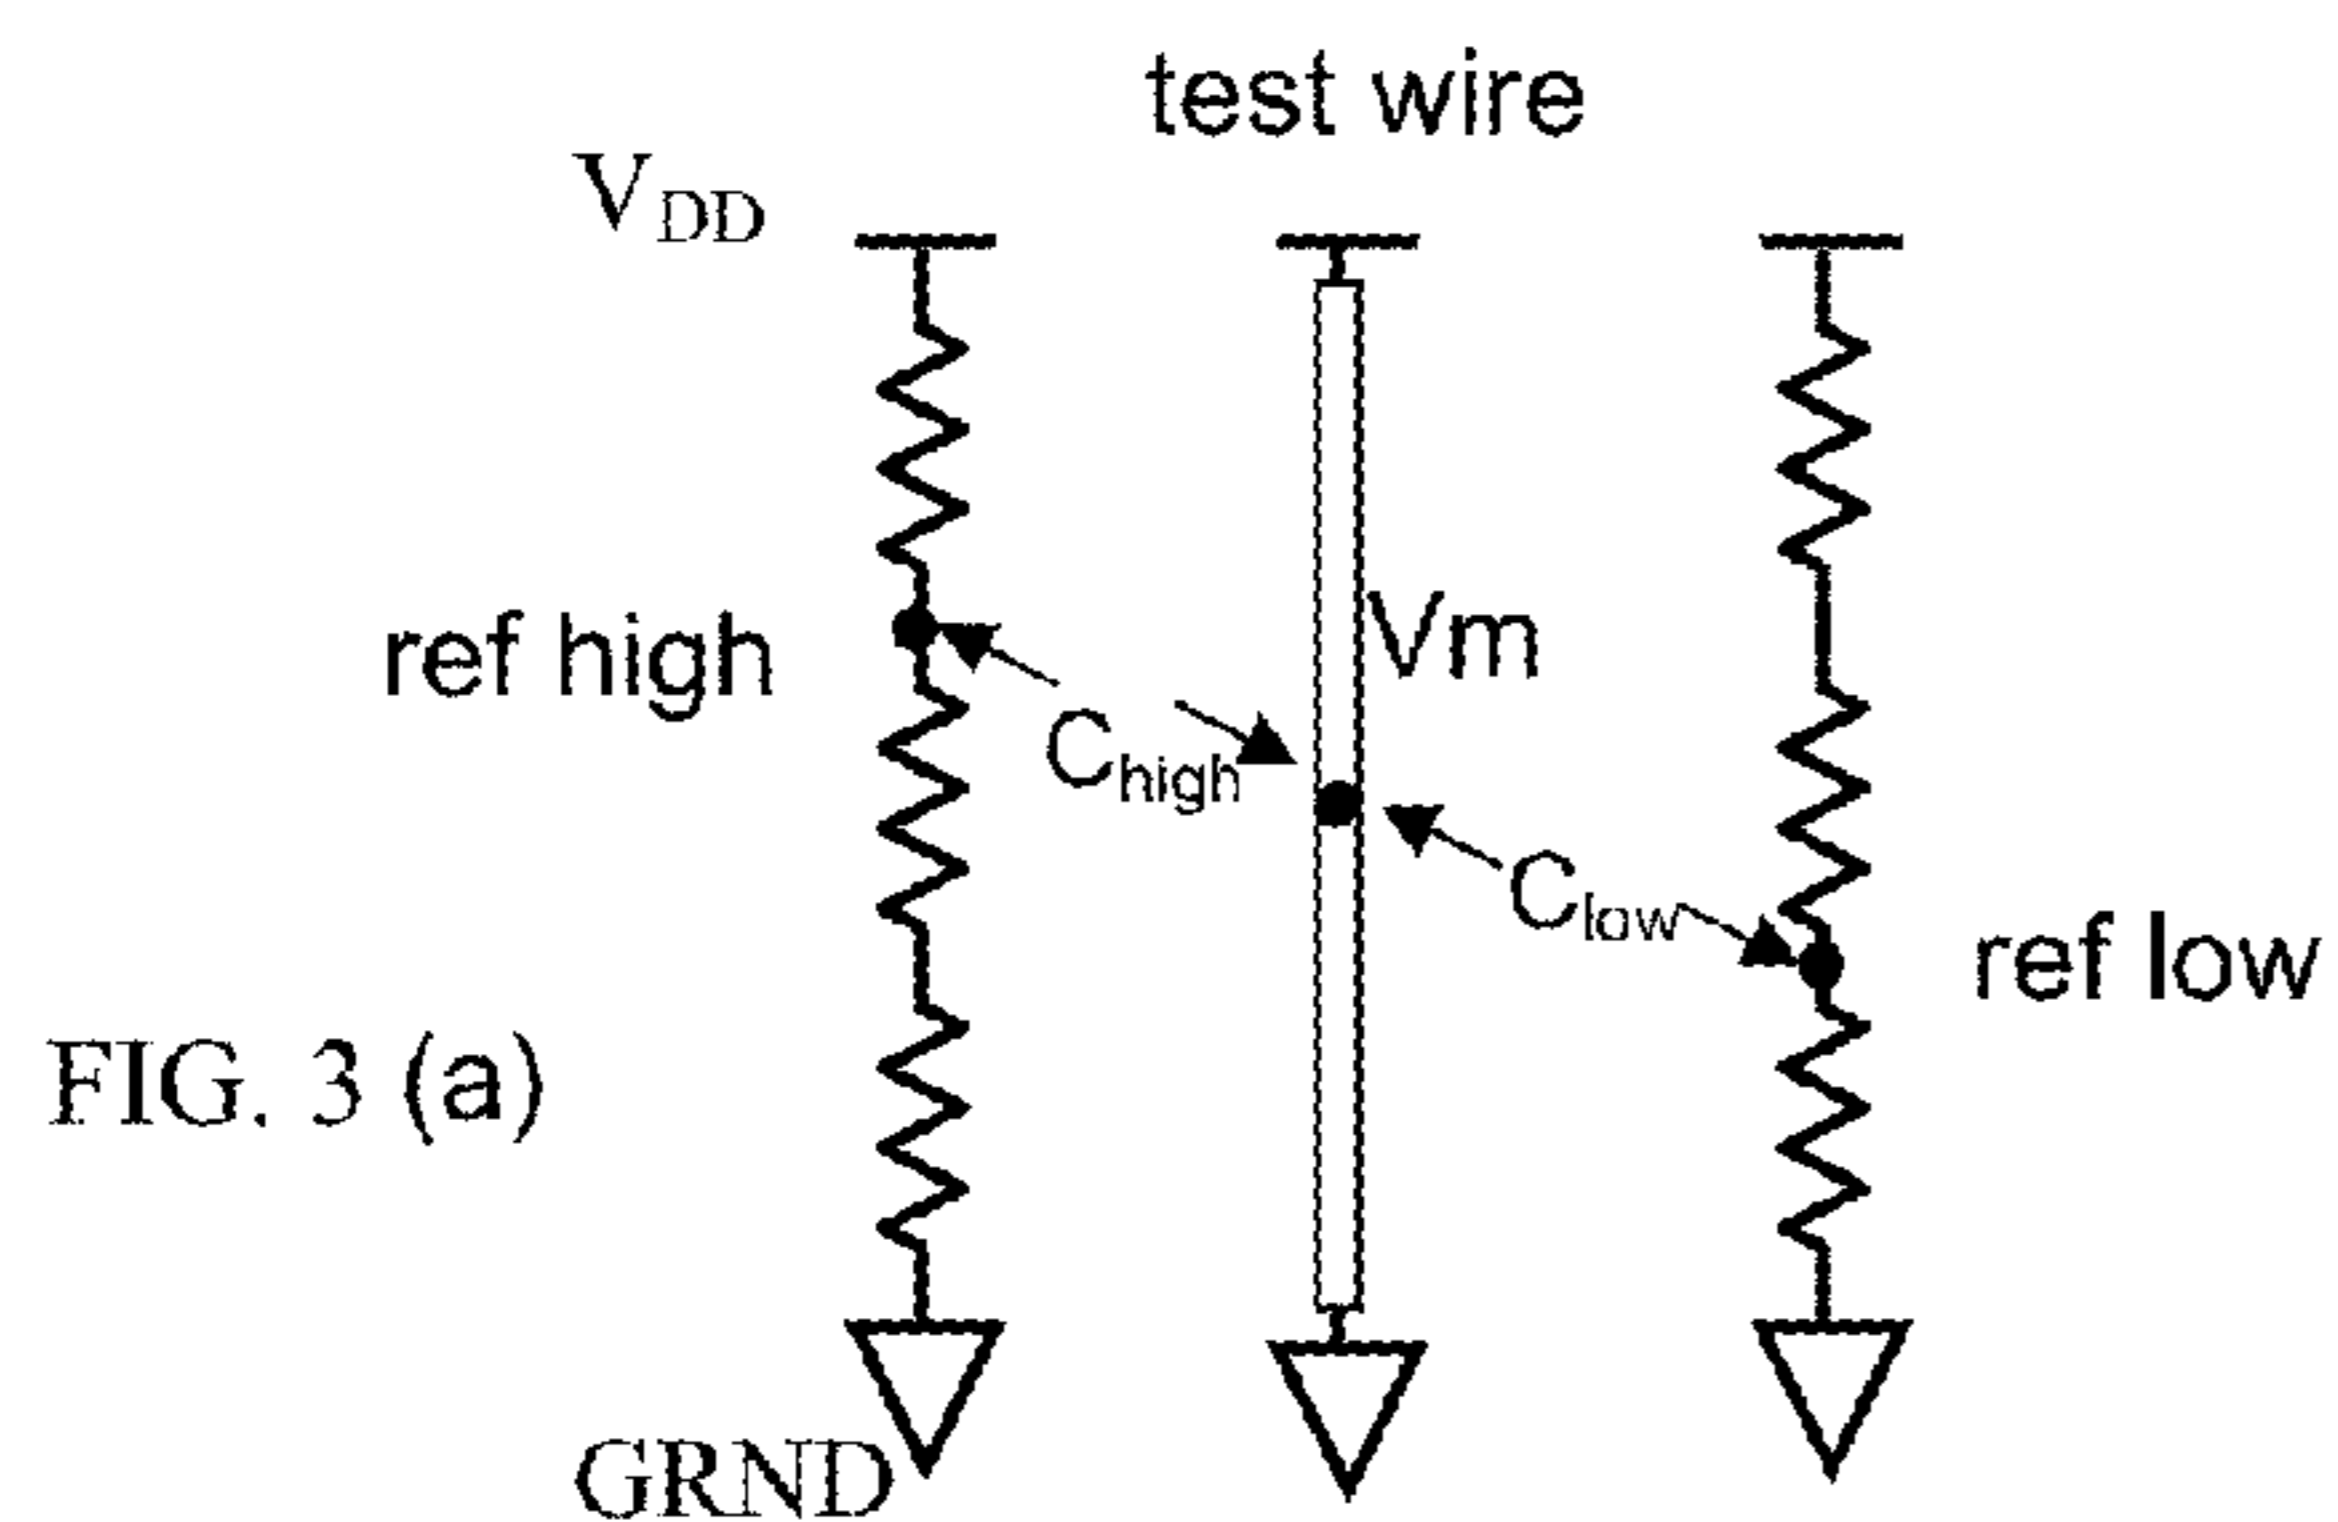 test wire
VDD
Vm
ref high
Chigh
Clow
ref low
FIG. 3 (a)
GRND